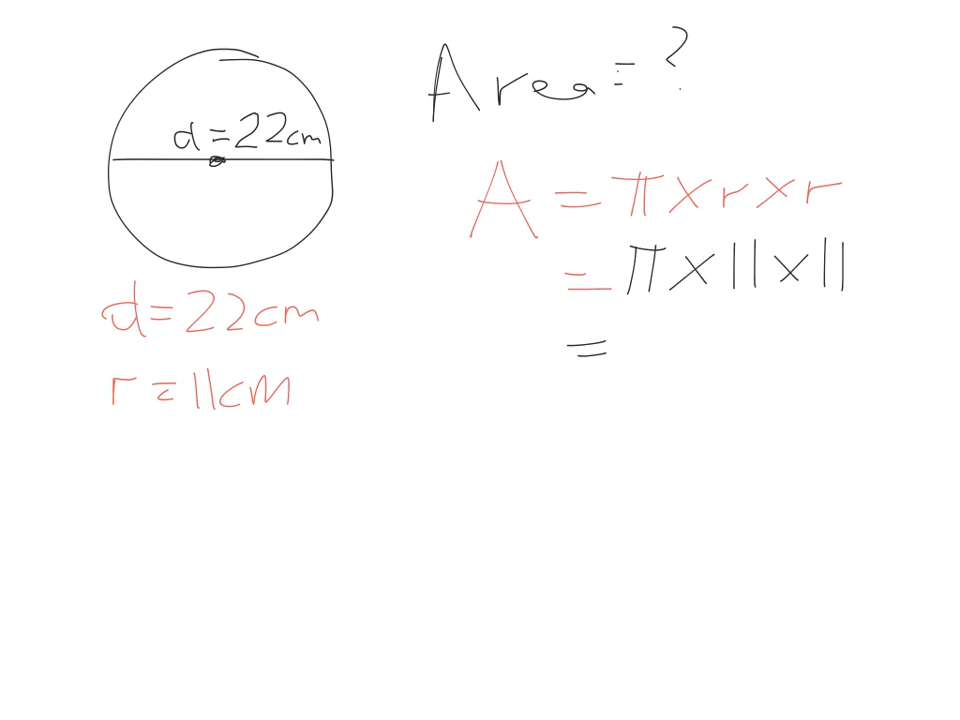 Area = ?
d = 22cm
A = π × r × r
= π × 11 × 11
=
d = 22cm
r = 11cm